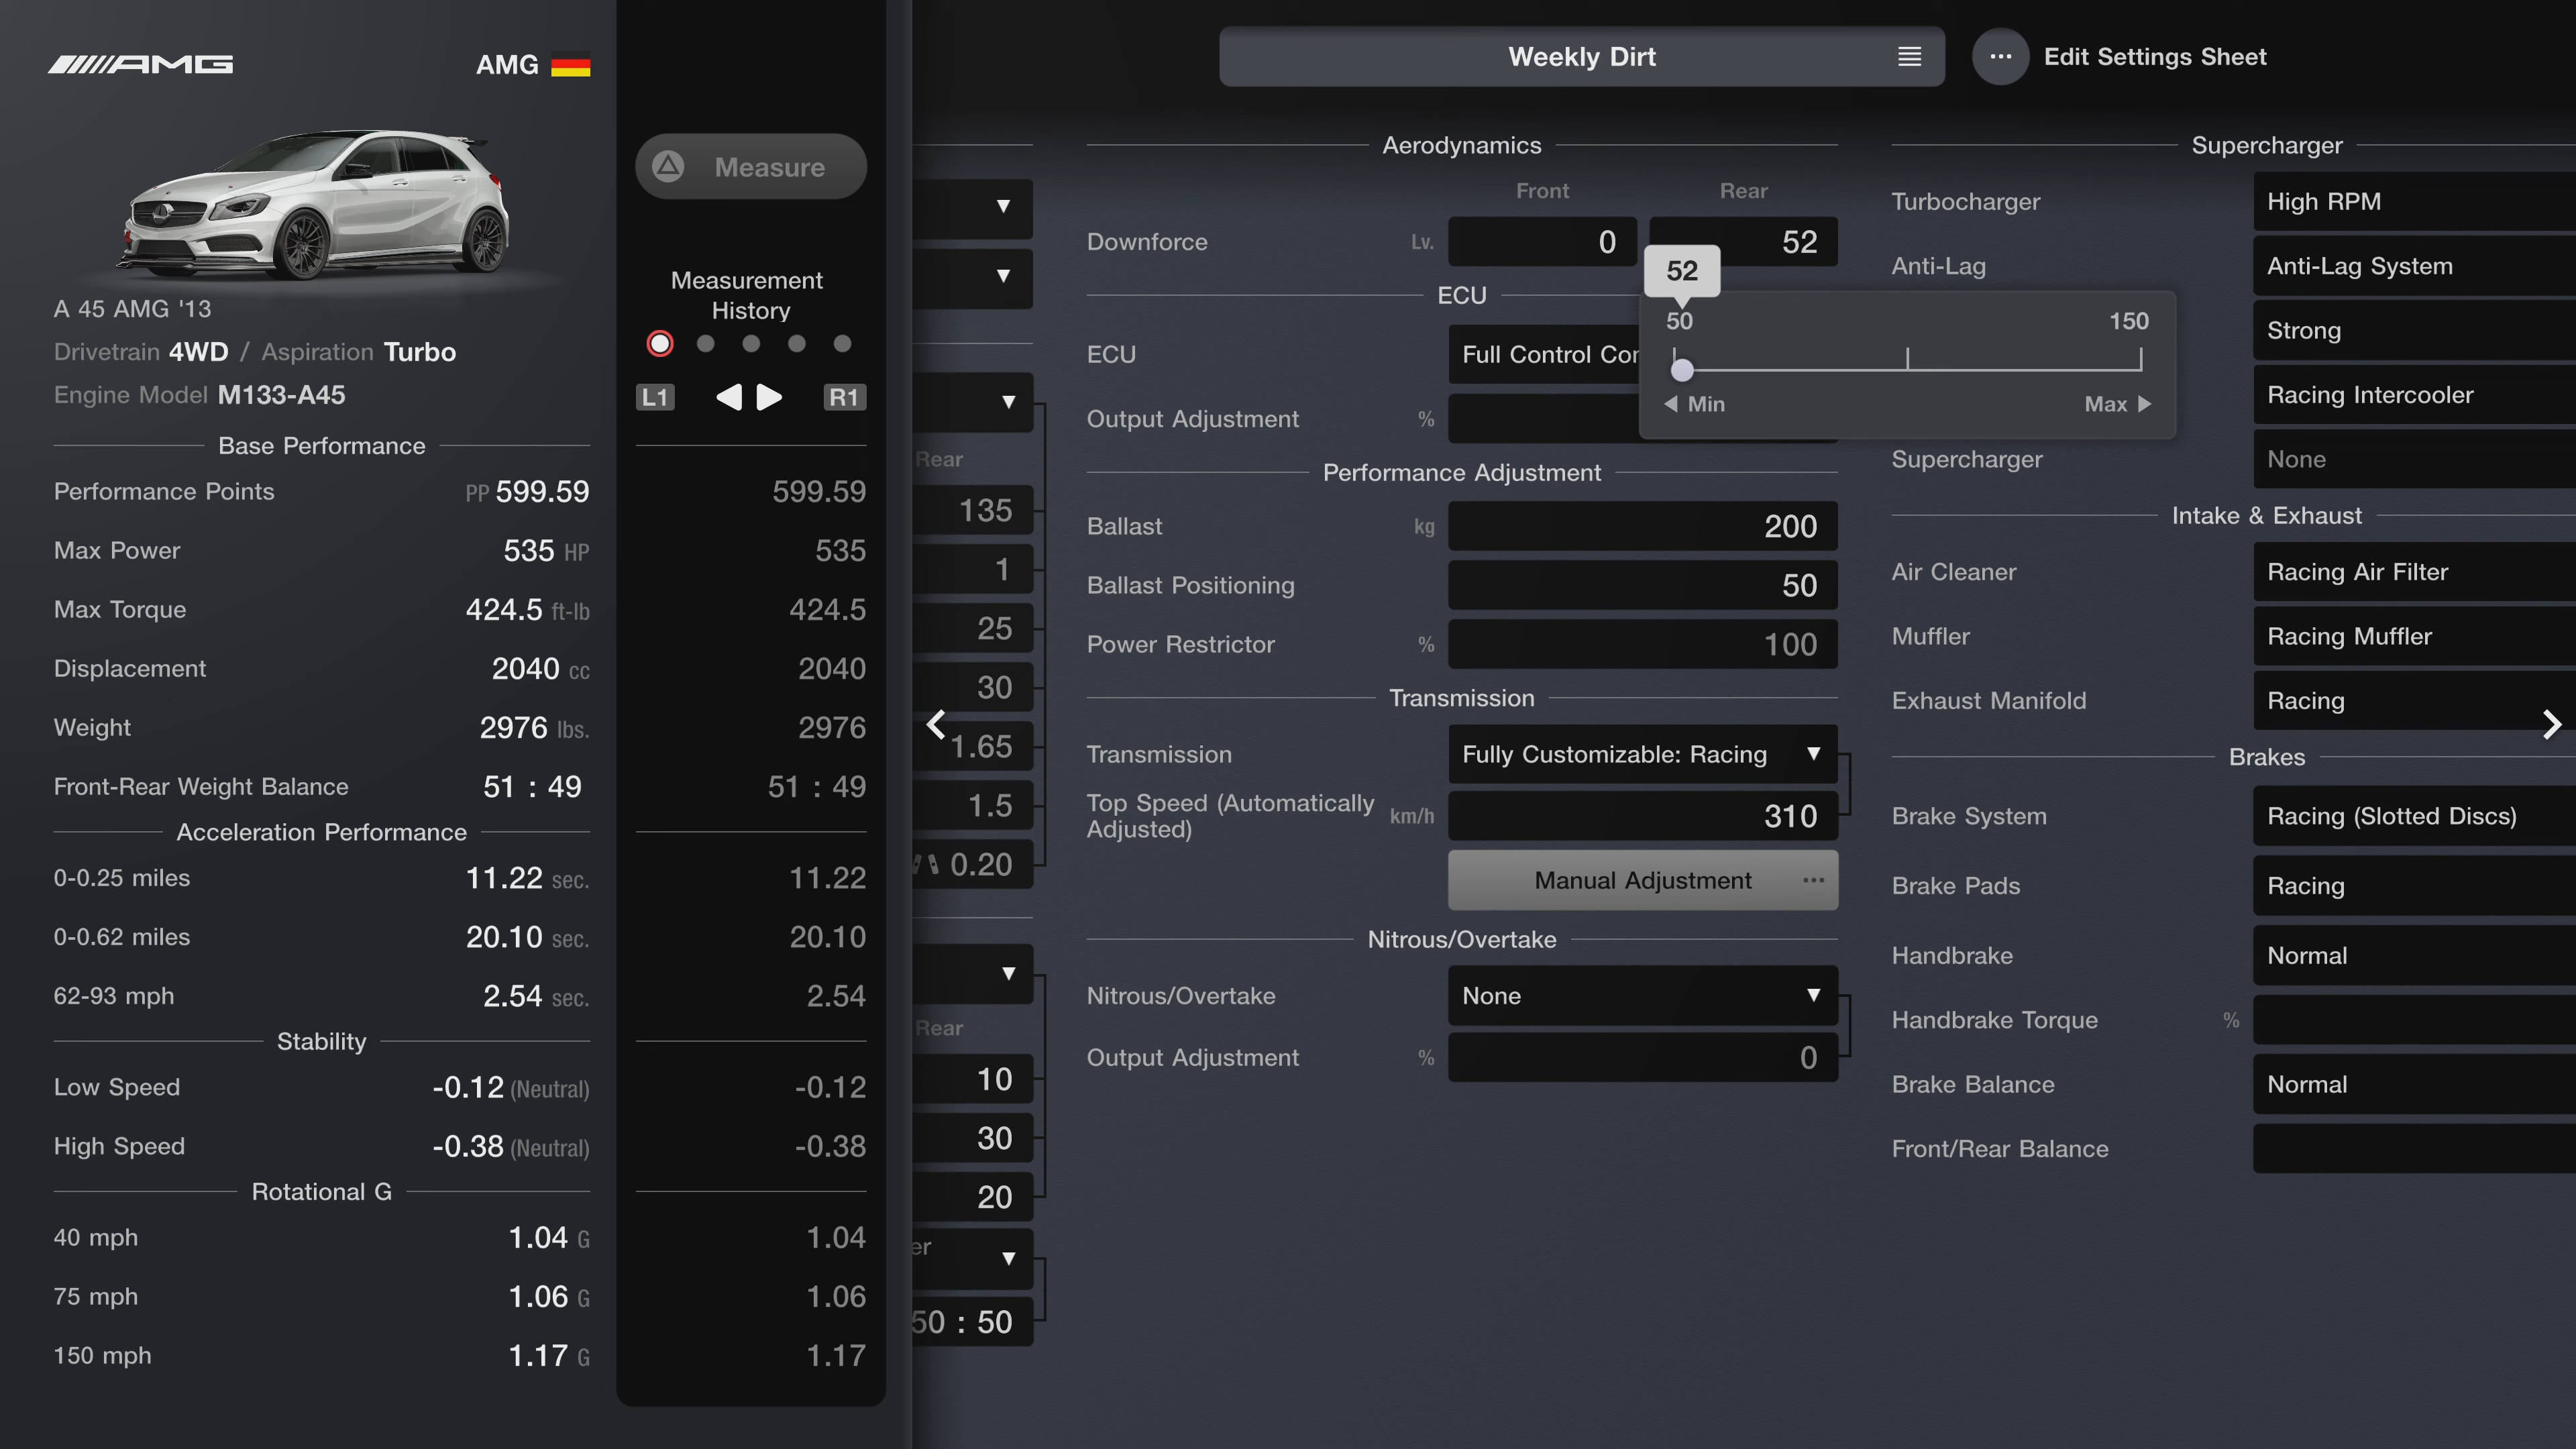 AMG
AMG
A 45 AMG '13
Drivetrain 4WD / Aspiration Turbo
Engine Model M133-A45
Base Performance
Performance Points PP 599.59
Max Power 535 HP
Max Torque 424.5 ft-lb
Displacement 2040 cc
Weight 2976 lbs.
Front-Rear Weight Balance 51 : 49
Acceleration Performance
0-0.25 miles 11.22 sec.
0-0.62 miles 20.10 sec.
62-93 mph 2.54 sec.
Stability
Low Speed -0.12 (Neutral)
High Speed -0.38 (Neutral)
Rotational G
40 mph 1.04 G
75 mph 1.06 G
150 mph 1.17 G
Measure
Measurement
History
L1 R1
599.59
535
424.5
2040
2976
51 : 49
11.22
20.10
2.54
-0.12
-0.38
1.04
1.06
1.17
Rear
135
1
25
30
1.65
1.5
0.20
Rear
10
30
20
er
50 : 50
Weekly Dirt
Edit Settings Sheet
Aerodynamics
Front Rear
Downforce Lv. 0 52
52
50 150
Min Max
ECU
ECU Full Control Cor
Output Adjustment %
Performance Adjustment
Ballast kg 200
Ballast Positioning 50
Power Restrictor % 100
Transmission
Transmission Fully Customizable: Racing
Top Speed (Automatically
Adjusted) km/h 310
Manual Adjustment ...
Nitrous/Overtake
Nitrous/Overtake None
Output Adjustment % 0
Supercharger
Turbocharger High RPM
Anti-Lag Anti-Lag System
Strong
Racing Intercooler
Supercharger None
Intake & Exhaust
Air Cleaner Racing Air Filter
Muffler Racing Muffler
Exhaust Manifold Racing
Brakes
Brake System Racing (Slotted Discs)
Brake Pads Racing
Handbrake Normal
Handbrake Torque %
Brake Balance Normal
Front/Rear Balance